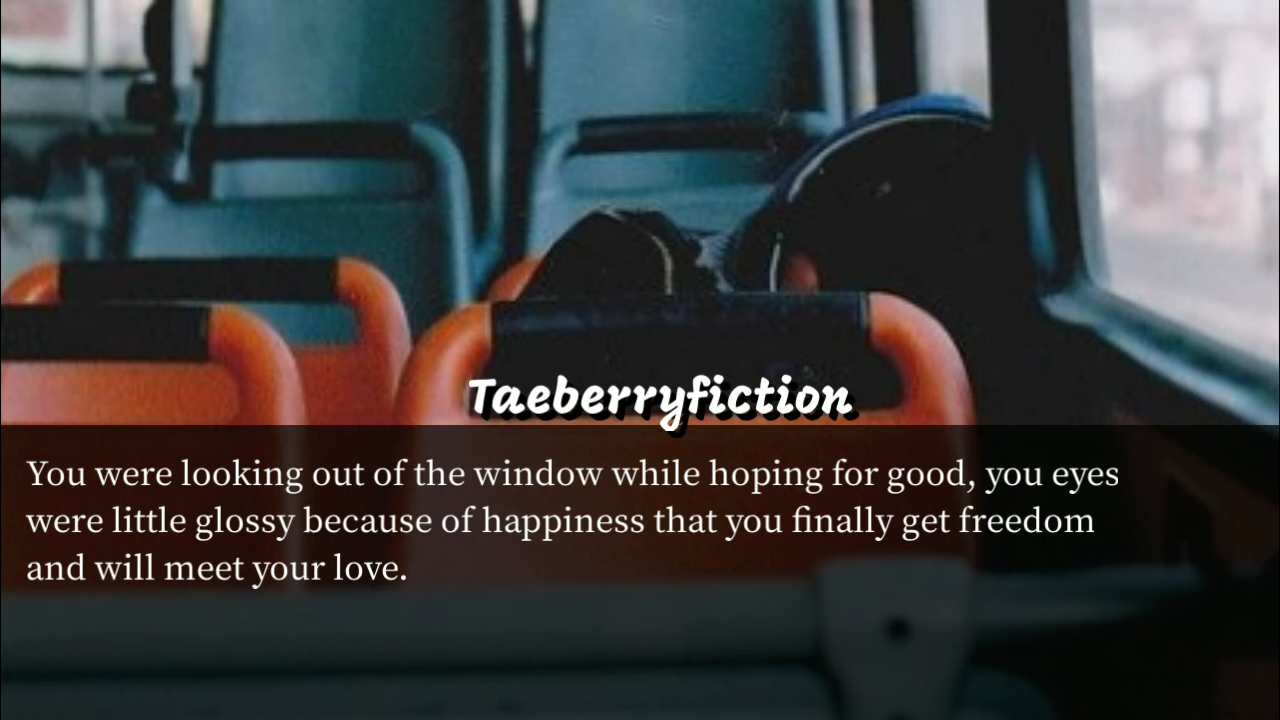 Taeberryfiction
You were looking out of the window while hoping for good, you eyes
were little glossy because of happiness that you finally get freedom
and will meet your love.